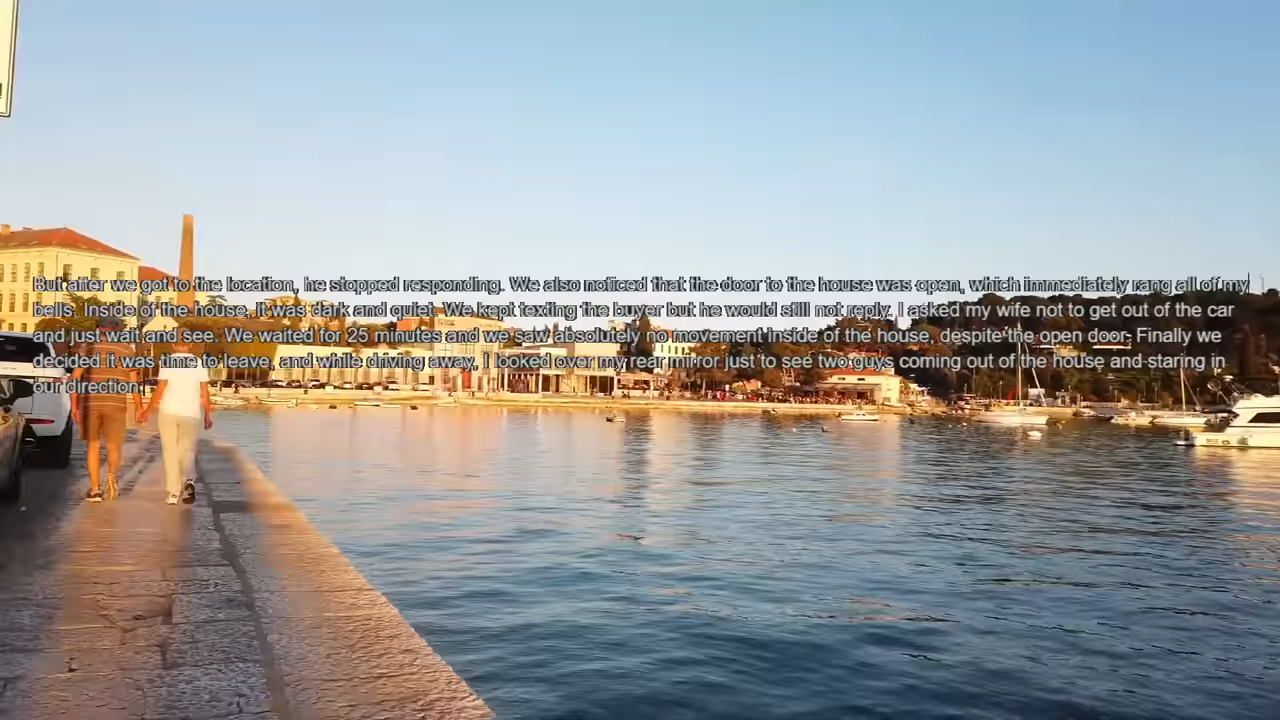 But after we got to the location, he stopped responding. We also noticed that the door to the house was open, which immediately rang all of my
bells. Inside of the house, it was dark and quiet. We kept texting the buyer but he would still not reply. I asked my wife not to get out of the car
and just wait and see. We waited for 25 minutes and we saw absolutely no movement inside of the house, despite the open door. Finally we
decided it was time to leave, and while driving away, I looked over my rear mirror just to see two guys coming out of the house and staring in
our direction.